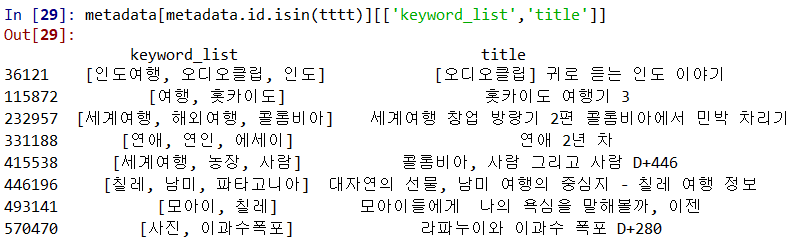 In [29]: metadata[metadata.id.isin(tttt)][['keyword_list','title']]
Out[29]:
keyword_list title
36121 [인도여행, 오디오클립, 인도] [오디오클립] 귀로 듣는 인도 이야기
115872 [여행, 홋카이도] 홋카이도 여행기 3
232957 [세계여행, 해외여행, 콜롬비아] 세계여행 창업 방랑기 2편 콜롬비아에서 민박 차리기
331188 [연애, 연인, 에세이] 연애 2년 차
415538 [세계여행, 농장, 사람] 콜롬비아, 사람 그리고 사람 D+446
446196 [칠레, 남미, 파타고니아] 대자연의 선물, 남미 여행의 중심지 - 칠레 여행 정보
493141 [모아이, 칠레] 모아이들에게 나의 욕심을 말해볼까, 이젠
570470 [사진, 이과수폭포] 라파누이와 이과수 폭포 D+280